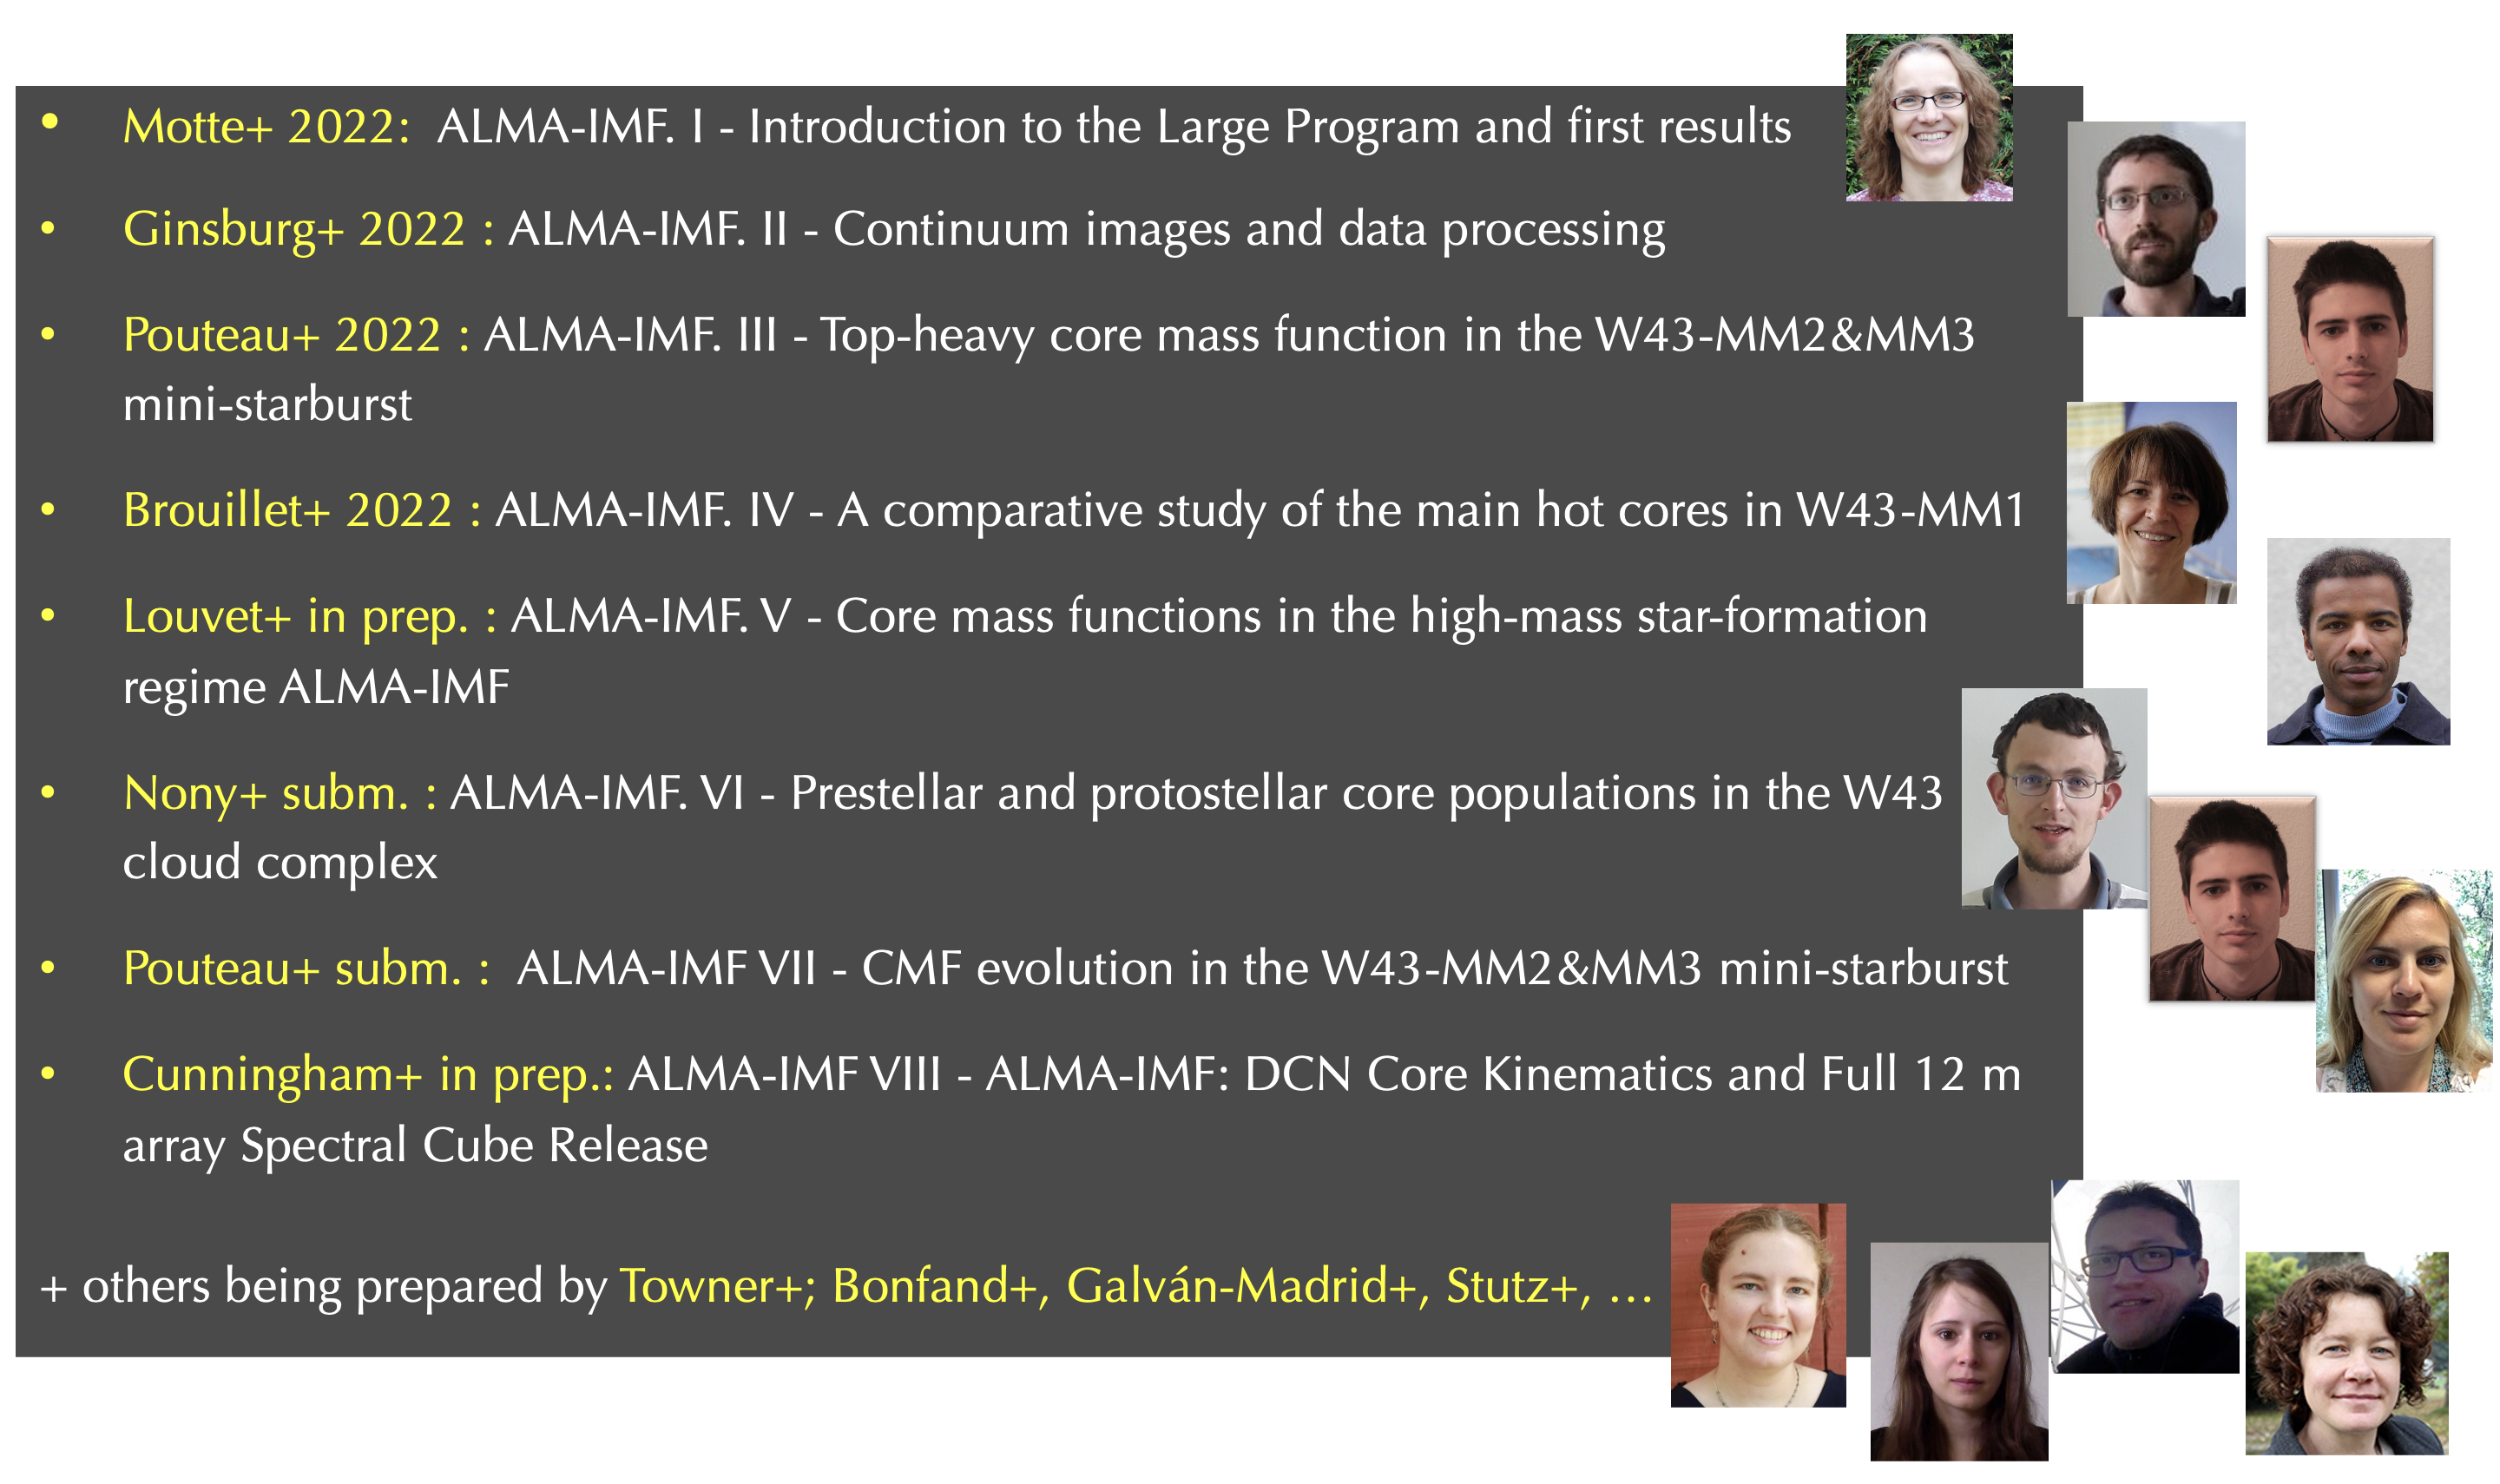 • Motte+ 2022: ALMA-IMF. I - Introduction to the Large Program and first results
• Ginsburg+ 2022 : ALMA-IMF. II - Continuum images and data processing
• Pouteau+ 2022 : ALMA-IMF. III - Top-heavy core mass function in the W43-MM2&MM3
mini-starburst
• Brouillet+ 2022 : ALMA-IMF. IV - A comparative study of the main hot cores in W43-MM1
• Louvet+ in prep. : ALMA-IMF. V - Core mass functions in the high-mass star-formation
regime ALMA-IMF
• Nony+ subm. : ALMA-IMF. VI - Prestellar and protostellar core populations in the W43
cloud complex
• Pouteau+ subm. : ALMA-IMF VII - CMF evolution in the W43-MM2&MM3 mini-starburst
• Cunningham+ in prep.: ALMA-IMF VIII - ALMA-IMF: DCN Core Kinematics and Full 12 m
array Spectral Cube Release
+ others being prepared by Towner+; Bonfand+, Galván-Madrid+, Stutz+, …